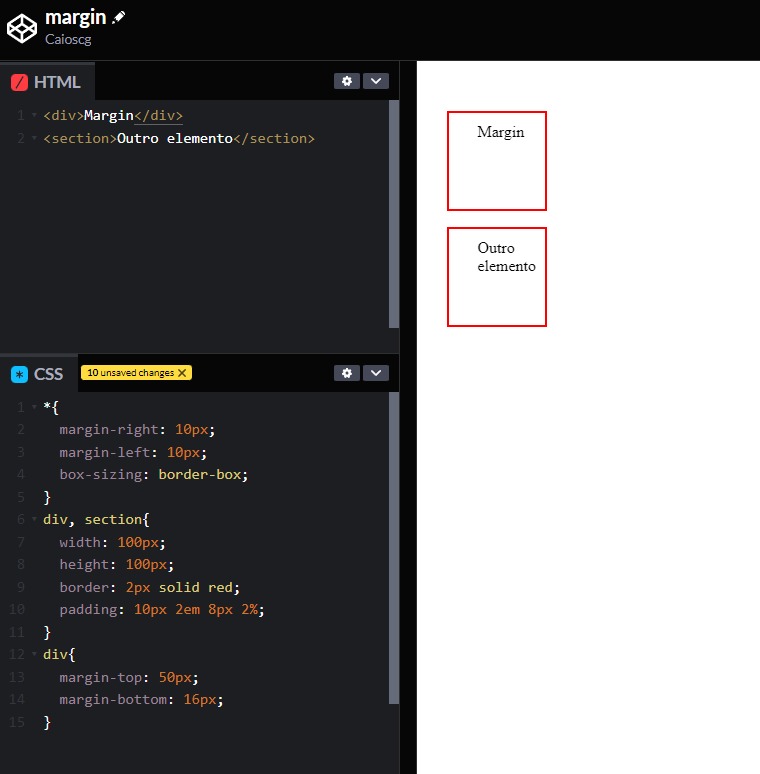 margin
Caioscg
HTML
1 <div>Margin</div>
2 <section>Outro elemento</section>
Margin
Outro
elemento
CSS 10 unsaved changes X
1 *{
2 margin-right: 10px;
3 margin-left: 10px;
4 box-sizing: border-box;
5 }
6 div, section{
7 width: 100px;
8 height: 100px;
9 border: 2px solid red;
10 padding: 10px 2em 8px 2%;
11 }
12 div{
13 margin-top: 50px;
14 margin-bottom: 16px;
15 }